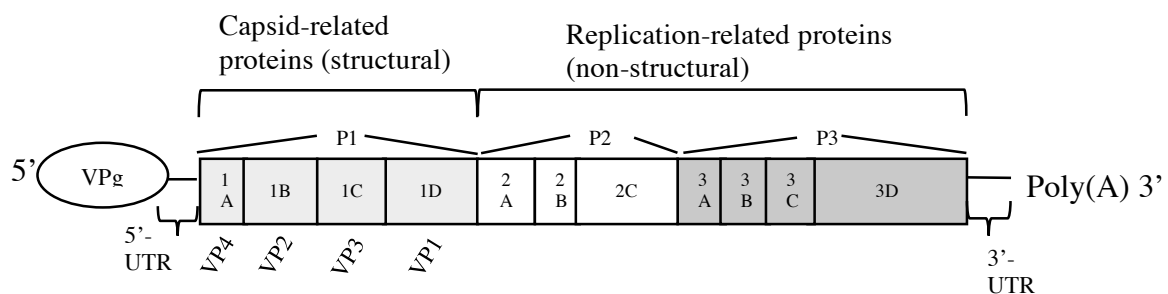 Capsid-related
proteins (structural)
Replication-related proteins
(non-structural)
P1
P2
P3
5’
VPg
1
A
1B
1C
1D
2
A
2
B
2C
3
A
3
B
3
C
3D
Poly(A) 3’
5’-
UTR
VP4
VP2
VP3
VP1
3’-
UTR